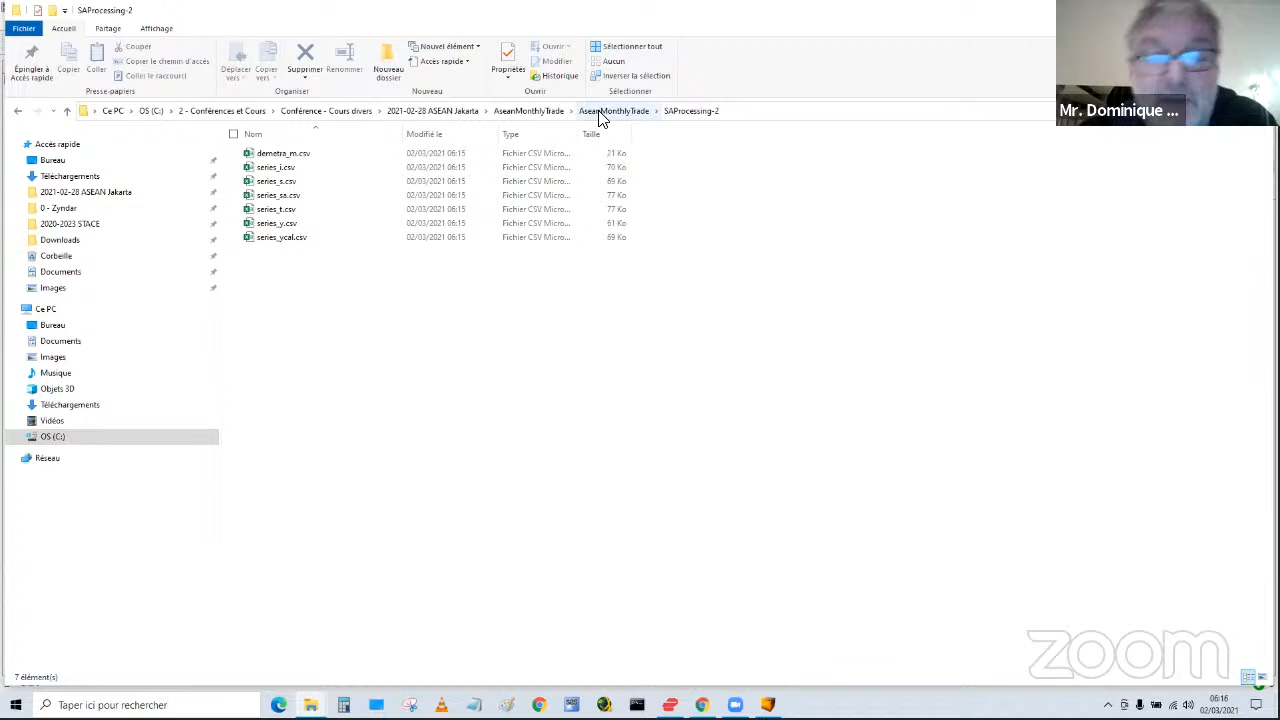 SAProcessing-2
Fichier Accueil Partage Affichage
Épingler à Accès rapide Copier Coller Couper Copier le chemin d'accès Coller le raccourci Déplacer vers Copier vers Supprimer Renommer Nouveau dossier Nouvel élément Accès rapide Propriétés Ouvrir Modifier Historique Sélectionner tout Aucun Inverser la sélection
Presse-papiers Organiser Nouveau Ouvrir Sélectionner
Mr. Dominique ...
Ce PC OS (C:) 2 - Conférences et Cours Conférence - Cours divers 2021-02-28 ASEAN Jakarta AseanMonthlyTrade AseanMonthlyTrade SAProcessing-2
Nom Modifié le Type Taille
demetra_m.csv 02/03/2021 06:15 Fichier CSV Micro... 21 Ko
series_i.csv 02/03/2021 06:15 Fichier CSV Micro... 70 Ko
series_s.csv 02/03/2021 06:15 Fichier CSV Micro... 69 Ko
series_sa.csv 02/03/2021 06:15 Fichier CSV Micro... 77 Ko
series_t.csv 02/03/2021 06:15 Fichier CSV Micro... 77 Ko
series_y.csv 02/03/2021 06:15 Fichier CSV Micro... 61 Ko
series_ycal.csv 02/03/2021 06:15 Fichier CSV Micro... 69 Ko
Accès rapide
Bureau
Téléchargements
2021-02-28 ASEAN Jakarta
0 - Zyndar
2020-2023 STACE
Downloads
Corbeille
Documents
Images
Ce PC
Bureau
Documents
Images
Musique
Objets 3D
Téléchargements
Vidéos
OS (C:)
Réseau
zoom
7 élément(s)
Taper ici pour rechercher
06:16
02/03/2021